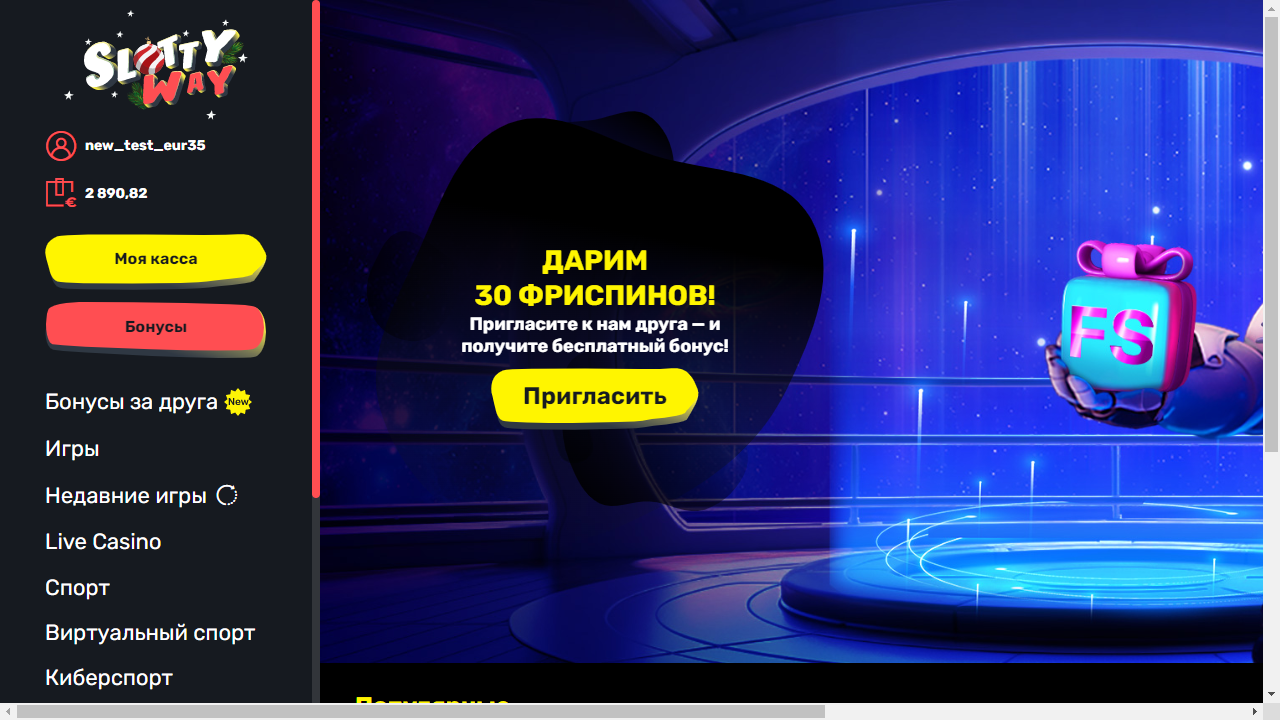 SLOTTY
WAY
new_test_eur35
€
2 890,82
Моя касса
Бонусы
Бонусы за друга New
Игры
Недавние игры
Live Casino
Спорт
Виртуальный спорт
Киберспорт
ДАРИМ
30 ФРИСПИНОВ!
Пригласите к нам друга – и
получите бесплатный бонус!
Пригласить
FS
Популярные